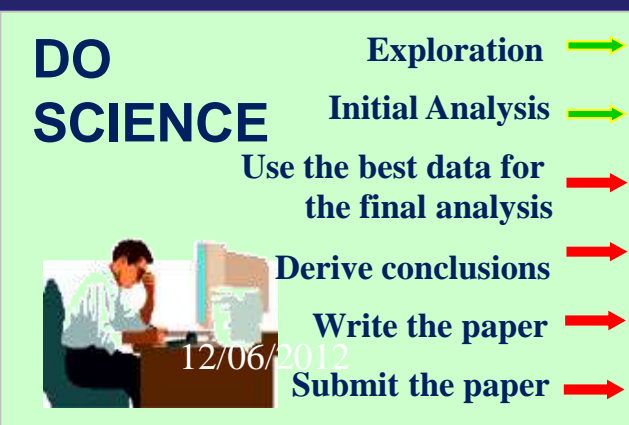 DO
SCIENCE
Exploration
Initial Analysis
Use the best data for
the final analysis
Derive conclusions
Write the paper
12/06/2012
Submit the paper